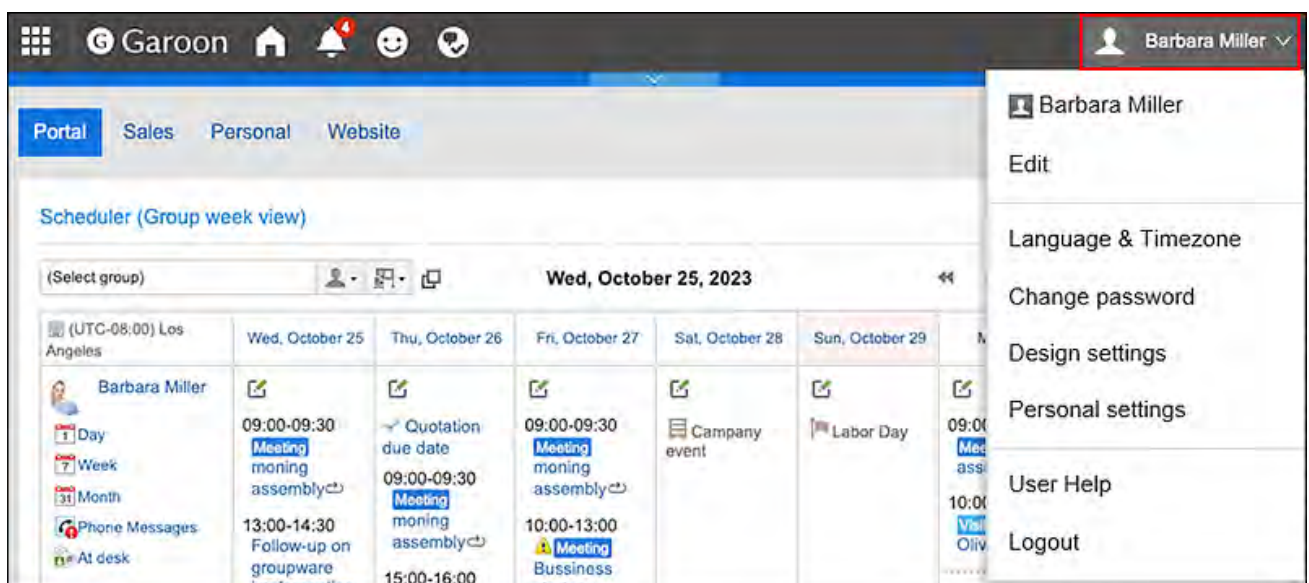 Garoon
4
Barbara Miller
Portal
Sales
Personal
Website
Barbara Miller
Edit
Language & Timezone
Change password
Design settings
Personal settings
User Help
Logout
Scheduler (Group week view)
(Select group)
Wed, October 25, 2023
(UTC-08:00) Los
Angeles
Wed, October 25
Thu, October 26
Fri, October 27
Sat, October 28
Sun, October 29
Barbara Miller
1 Day
7 Week
31 Month
Phone Messages
At desk
09:00-09:30
Meeting
moning
assembly
13:00-14:30
Follow-up on
groupware
Quotation
due date
09:00-09:30
Meeting
moning
assembly
15:00-16:00
09:00-09:30
Meeting
moning
assembly
10:00-13:00
Meeting
Bussiness
Campany
event
Labor Day